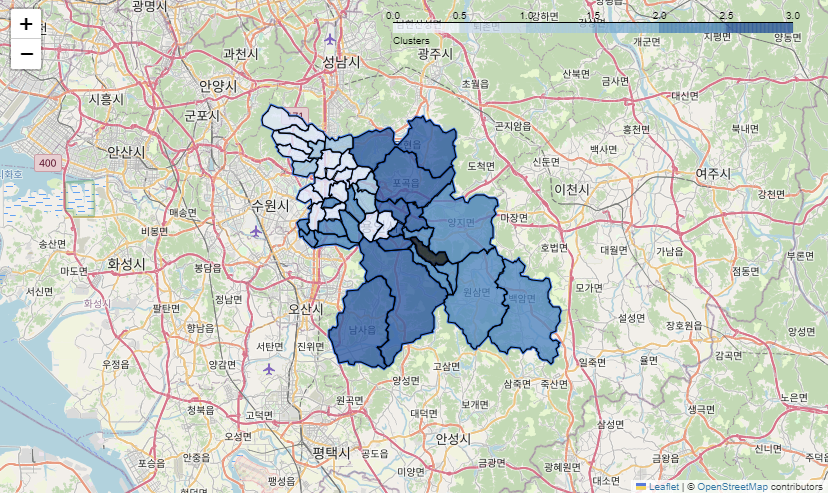 +
−
0.0 0.5 1.0 1.5 2.0 2.5 3.0
Clusters
광명시
과천시
성남시
광주시
강하면
개군면
지평면
양동면
시흥시
안양시
군포시
초월읍
산북면
금사면
대신면
안산시
400
곤지암읍
흥천면
북내면
백사면
도척면
신둔면
포곡읍
이천시
여주시
강천면
수원시
매송면
비봉면
양지면
마장면
송산면
호법면
대월면
가남면
부론면
화성시
마도면
봉담읍
점동면
서신면
화성시
정남면
모가면
원삼면
백암면
팔탄면
오산시
설성면
장호원읍
앙성면
향남읍
남사읍
서탄면
진위면
일죽면
율면
감곡면
우정읍
양감면
고삼면
양성면
삼죽면
죽산면
원곡면
보개면
노은면
청북읍
고덕면
대덕면
생극면
오성면
안성시
삼성면
평택시
공도읍
신니면
포승읍
안중읍
금광면
광혜원면
금왕읍
주덕읍
미양면
팽성읍
대소면
Leaflet | © OpenStreetMap contributors